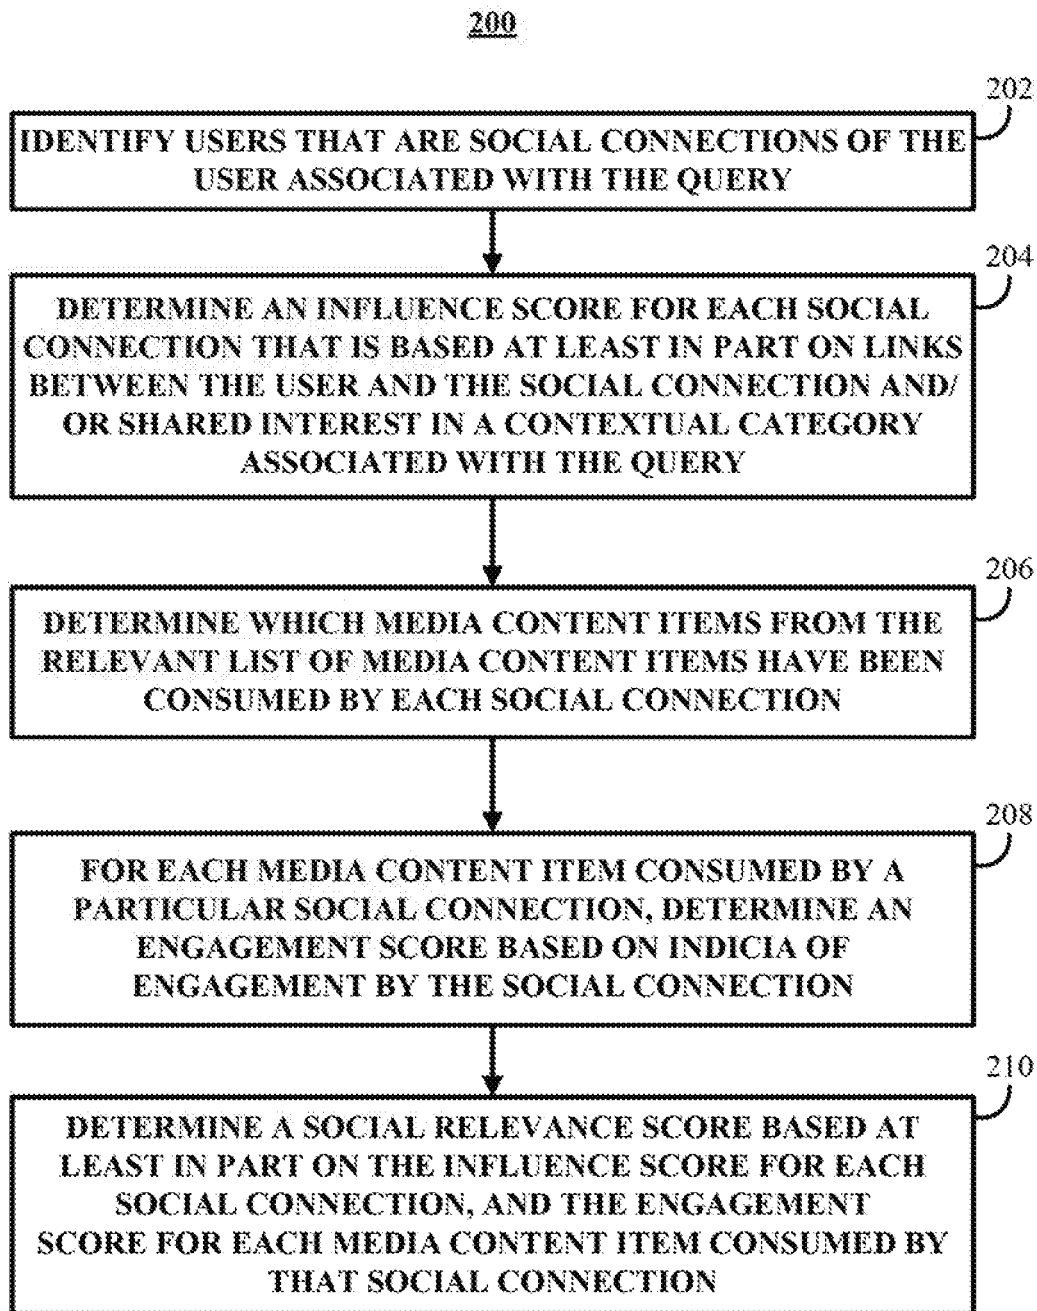 200
202
IDENTIFY USERS THAT ARE SOCIAL CONNECTIONS OF THE
USER ASSOCIATED WITH THE QUERY
204
DETERMINE AN INFLUENCE SCORE FOR EACH SOCIAL
CONNECTION THAT IS BASED AT LEAST IN PART ON LINKS
BETWEEN THE USER AND THE SOCIAL CONNECTION AND/
OR SHARED INTEREST IN A CONTEXTUAL CATEGORY
ASSOCIATED WITH THE QUERY
206
DETERMINE WHICH MEDIA CONTENT ITEMS FROM THE
RELEVANT LIST OF MEDIA CONTENT ITEMS HAVE BEEN
CONSUMED BY EACH SOCIAL CONNECTION
208
FOR EACH MEDIA CONTENT ITEM CONSUMED BY A
PARTICULAR SOCIAL CONNECTION, DETERMINE AN
ENGAGEMENT SCORE BASED ON INDICIA OF
ENGAGEMENT BY THE SOCIAL CONNECTION
210
DETERMINE A SOCIAL RELEVANCE SCORE BASED AT
LEAST IN PART ON THE INFLUENCE SCORE FOR EACH
SOCIAL CONNECTION, AND THE ENGAGEMENT
SCORE FOR EACH MEDIA CONTENT ITEM CONSUMED BY
THAT SOCIAL CONNECTION